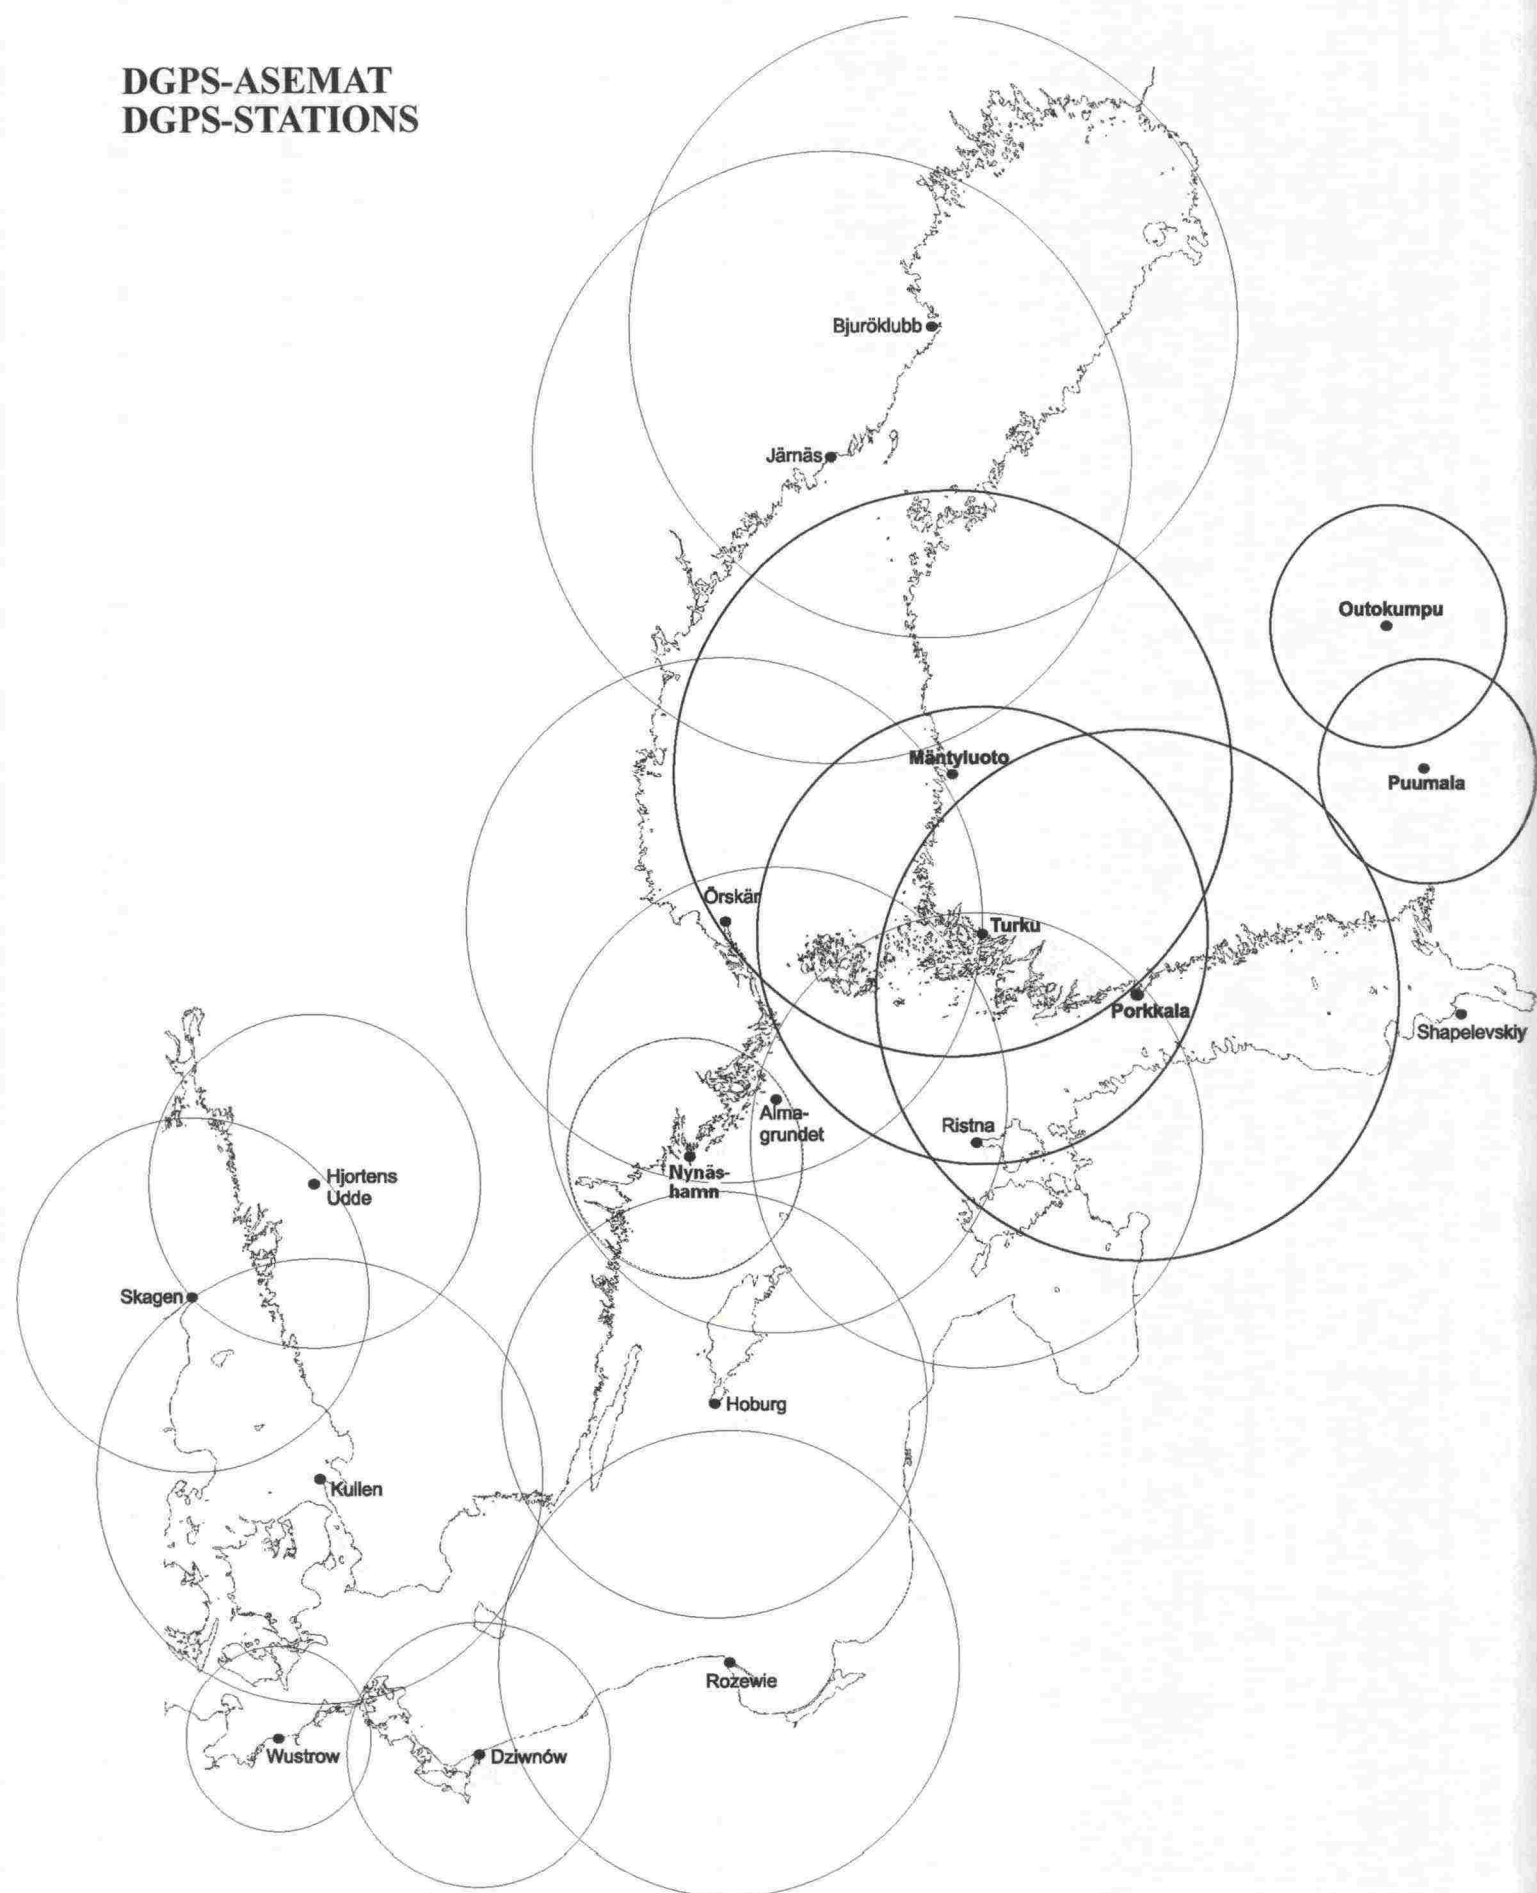 DGPS-ASEMAT
DGPS-STATIONS
Bjuröklubb
Järnäs
Outokumpu
Mäntyluoto
Puumala
Örskär
Turku
Porkkala
Shapelevskiy
Alma-
grundet
Ristna
Nynäs-
hamn
Hjortens
Udde
Skagen
Hoburg
Kullen
Rozewie
Wustrow
Dziwnów